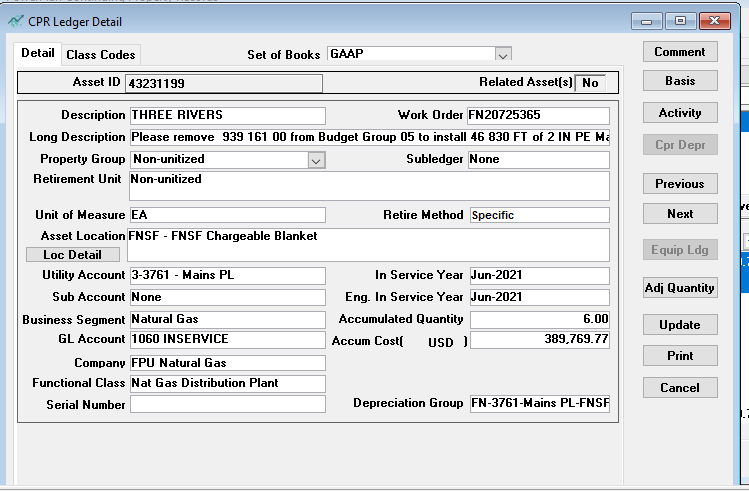 CPR Ledger Detail
Detail Class Codes Set of Books GAAP
Asset ID 43231199 Related Asset(s) No
Description THREE RIVERS Work Order FN20725365
Long Description Please remove 939 161 00 from Budget Group 05 to install 46 830 FT of 2 IN PE Ma
Property Group Non-unitized Subledger None
Retirement Unit Non-unitized
Unit of Measure EA Retire Method Specific
Asset Location FNSF - FNSF Chargeable Blanket
Loc Detail
Utility Account 3-3761 - Mains PL In Service Year Jun-2021
Sub Account None Eng. In Service Year Jun-2021
Business Segment Natural Gas Accumulated Quantity 6.00
GL Account 1060 INSERVICE Accum Cost( USD ) 389,769.77
Company FPU Natural Gas
Functional Class Nat Gas Distribution Plant
Serial Number Depreciation Group FN-3761-Mains PL-FNSF
Comment
Basis
Activity
Cpr Depr
Previous
Next
Equip Ldg
Adj Quantity
Update
Print
Cancel